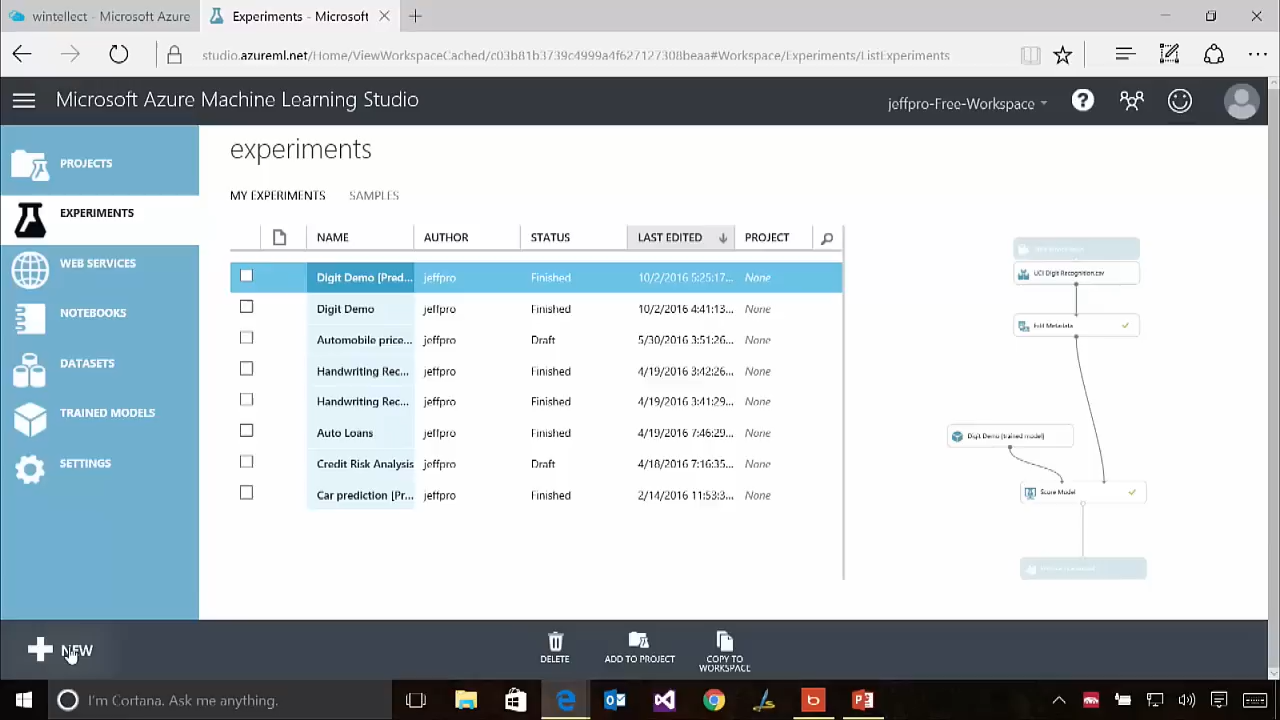 wintellect - Microsoft Azure
Experiments - Microsoft
studio.azureml.net/Home/ViewWorkspaceCached/c03b81b3739c4999a4f627127308beaa#Workspace/Experiments/ListExperiments
Microsoft Azure Machine Learning Studio
jeffpro-Free-Workspace
PROJECTS
EXPERIMENTS
WEB SERVICES
NOTEBOOKS
DATASETS
TRAINED MODELS
SETTINGS
experiments
MY EXPERIMENTS SAMPLES
NAME AUTHOR STATUS LAST EDITED PROJECT
Digit Demo [Pred... jeffpro Finished 10/2/2016 5:25:17... None
Digit Demo jeffpro Finished 10/2/2016 4:41:13... None
Automobile price... jeffpro Draft 5/30/2016 3:51:26... None
Handwriting Rec... jeffpro Finished 4/19/2016 3:42:26... None
Handwriting Rec... jeffpro Finished 4/19/2016 3:41:29... None
Auto Loans jeffpro Finished 4/19/2016 7:46:29... None
Credit Risk Analysis jeffpro Draft 4/18/2016 7:16:35... None
Car prediction [Pr... jeffpro Finished 2/14/2016 11:53:3... None
UCI Digit Recognition.csv
Edit Metadata
Digit Demo [trained model]
Score Model
NEW
DELETE
ADD TO PROJECT
COPY TO
WORKSPACE
I'm Cortana. Ask me anything.